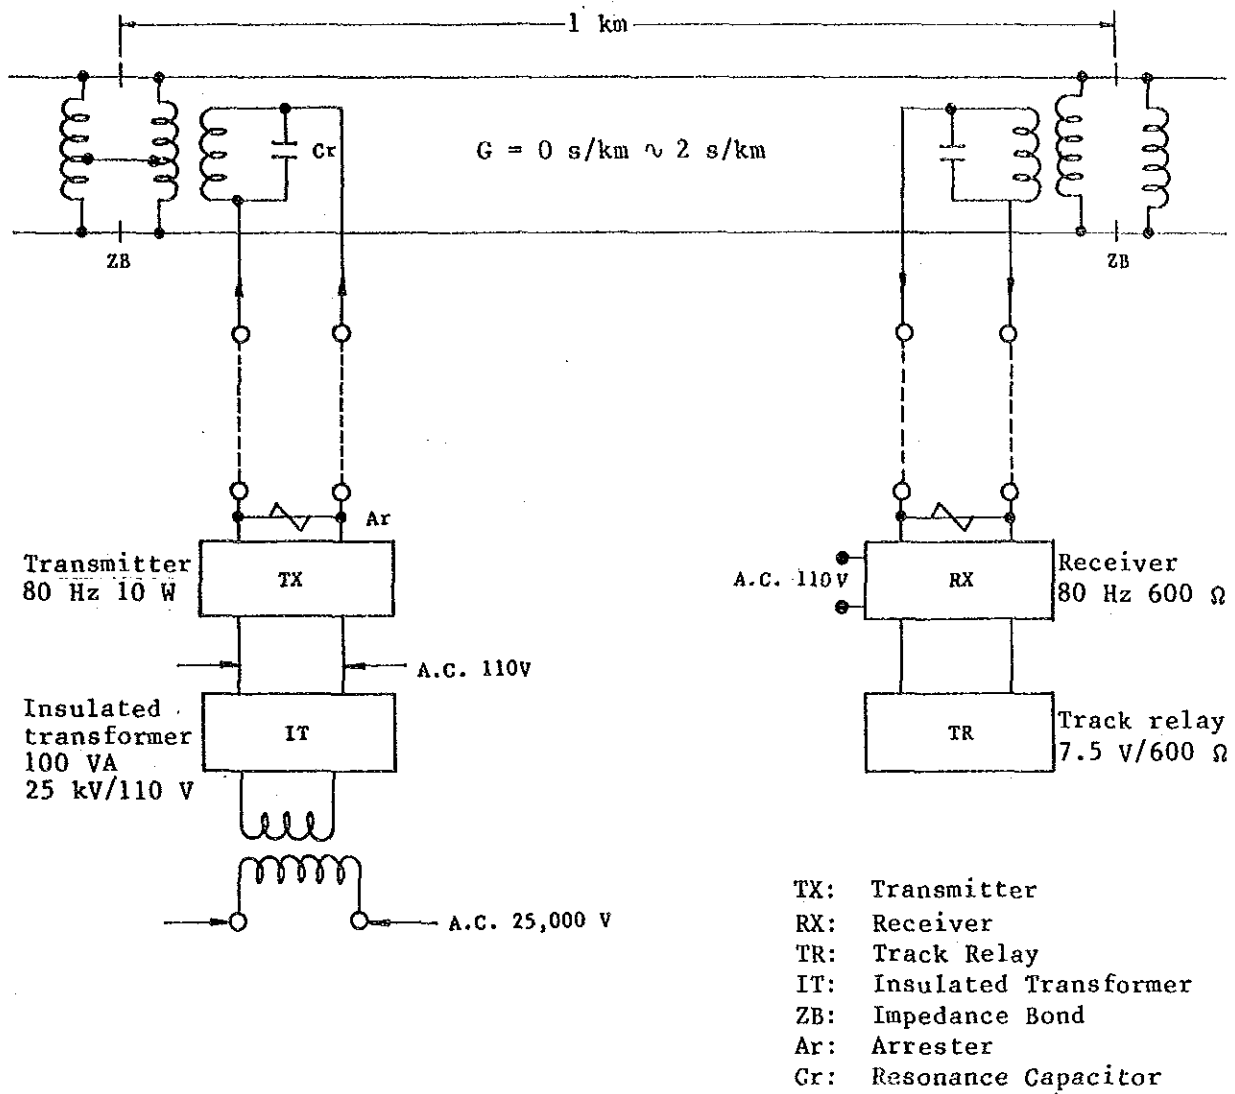 1 km
Cr
G = 0 s/km ∿ 2 s/km
ZB
ZB
Ar
Transmitter
80 Hz 10 W
TX
A.C. 110V
RX
Receiver
80 Hz 600 Ω
A.C. 110V
Insulated
transformer
100 VA
25 kV/110 V
IT
TR
Track relay
7.5 V/600 Ω
A.C. 25,000 V
TX: Transmitter
RX: Receiver
TR: Track Relay
IT: Insulated Transformer
ZB: Impedance Bond
Ar: Arrester
Cr: Resonance Capacitor